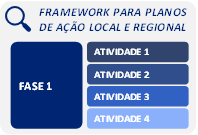 FRAMEWORK PARA PLANOS
DE AÇÃO LOCAL E REGIONAL
FASE 1
ATIVIDADE 1
ATIVIDADE 2
ATIVIDADE 3
ATIVIDADE 4